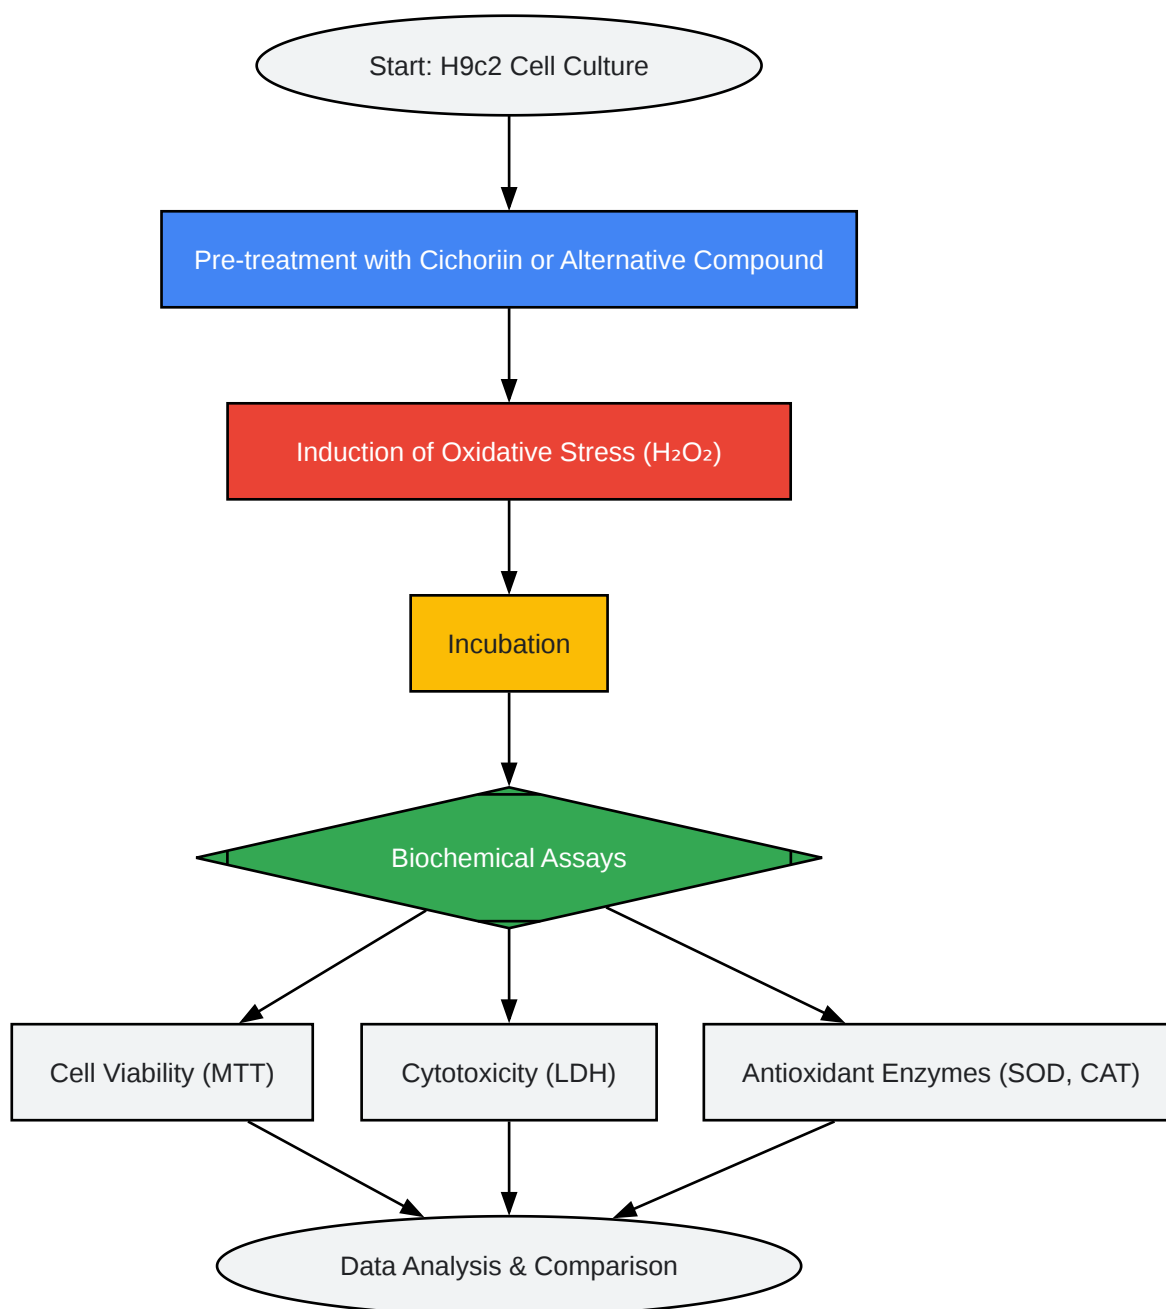 Start: H9c2 Cell Culture
Pre-treatment with Cichoriin or Alternative Compound
Induction of Oxidative Stress (H₂O₂)
Incubation
Biochemical Assays
Cell Viability (MTT)
Cytotoxicity (LDH)
Antioxidant Enzymes (SOD, CAT)
Data Analysis & Comparison